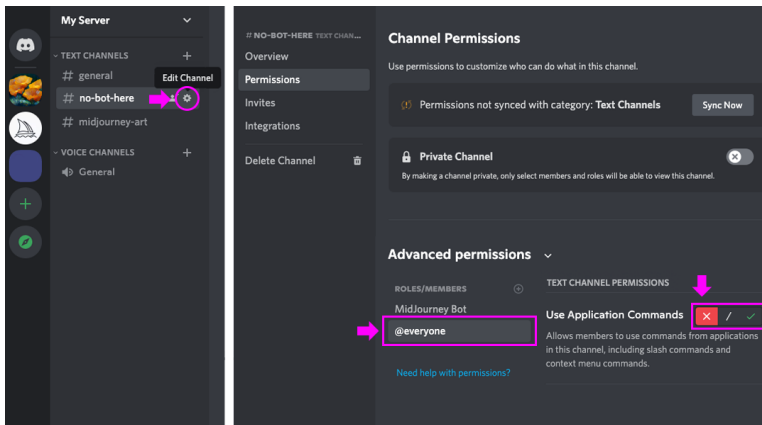 My Server
TEXT CHANNELS
# general
Edit Channel
# no-bot-here
# midjourney-art
VOICE CHANNELS
General
# NO-BOT-HERE TEXT CHAN...
Overview
Permissions
Invites
Integrations
Delete Channel
Channel Permissions
Use permissions to customize who can do what in this channel.
Permissions not synced with category: Text Channels
Sync Now
Private Channel
By making a channel private, only select members and roles will be able to view this channel.
Advanced permissions
ROLES/MEMBERS
MidJourney Bot
@everyone
Need help with permissions?
TEXT CHANNEL PERMISSIONS
Use Application Commands
/
Allows members to use commands from applications
in this channel, including slash commands and
context menu commands.